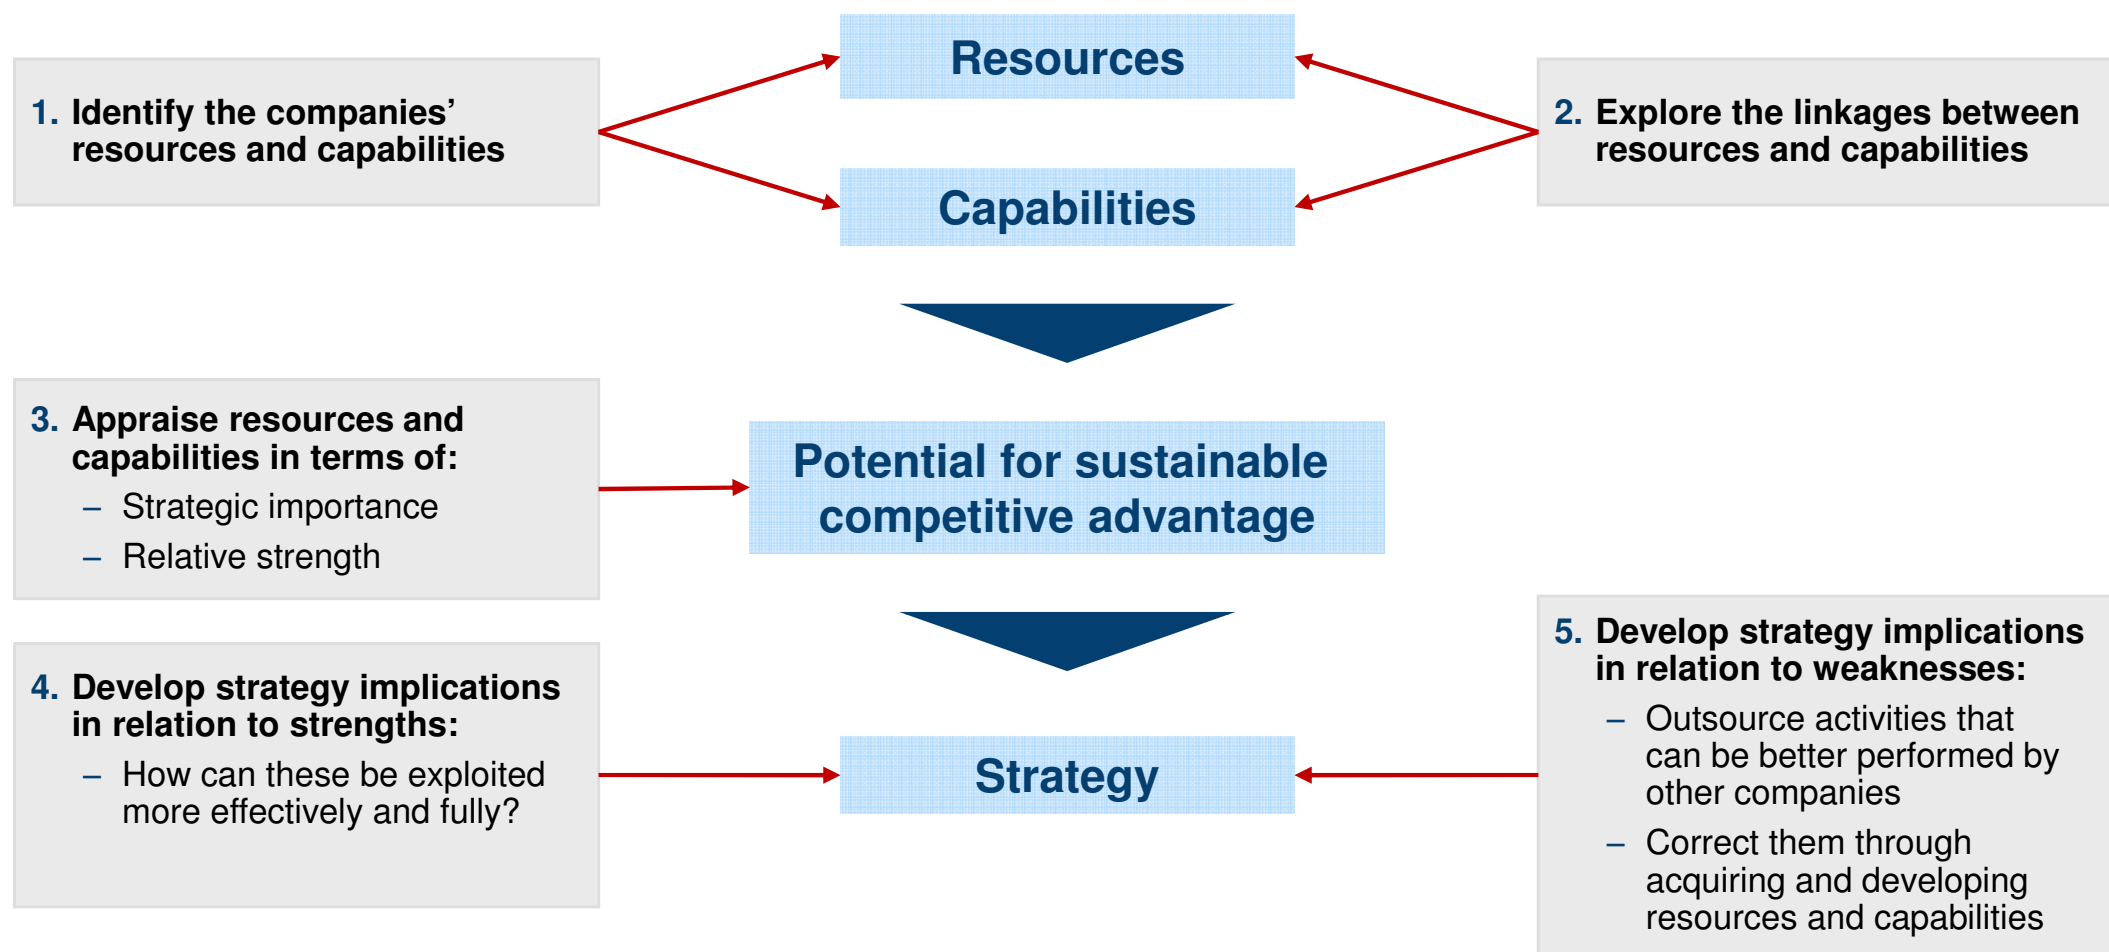 Resources
1. Identify the companies’
resources and capabilities
2. Explore the linkages between
resources and capabilities
Capabilities
3. Appraise resources and
capabilities in terms of:
– Strategic importance
– Relative strength
Potential for sustainable
competitive advantage
4. Develop strategy implications
in relation to strengths:
– How can these be exploited
more effectively and fully?
Strategy
5. Develop strategy implications
in relation to weaknesses:
– Outsource activities that
can be better performed by
other companies
– Correct them through
acquiring and developing
resources and capabilities